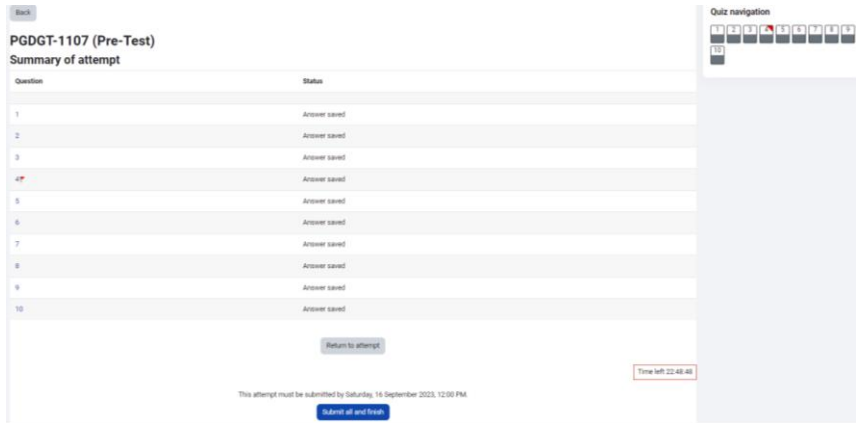 Back
PGDGT-1107 (Pre-Test)
Summary of attempt
Question Status
1 Answer saved
2 Answer saved
3 Answer saved
4 Answer saved
5 Answer saved
6 Answer saved
7 Answer saved
8 Answer saved
9 Answer saved
10 Answer saved
Return to attempt
Time left 22:48:48
This attempt must be submitted by Saturday, 16 September 2023, 12:00 PM.
Submit all and finish
Quiz navigation
1 2 3 4 5 6 7 8 9
10